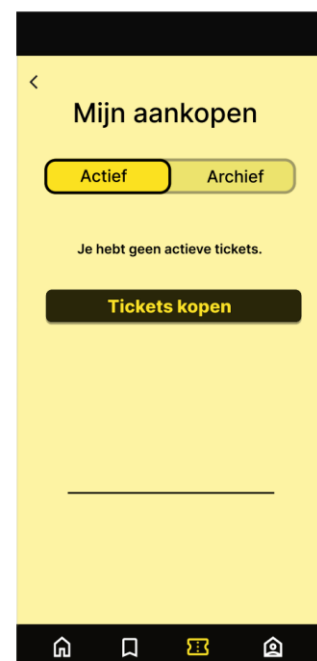 Mijn aankopen
Actief Archief
Je hebt geen actieve tickets.
Tickets kopen